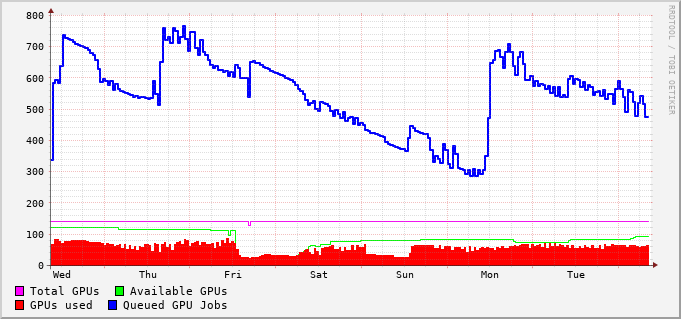 800
700
600
500
400
300
200
100
0
Wed Thu Fri Sat Sun Mon Tue
Total GPUs Available GPUs
GPUs used Queued GPU Jobs
RRDTOOL / TOBI OETIKER